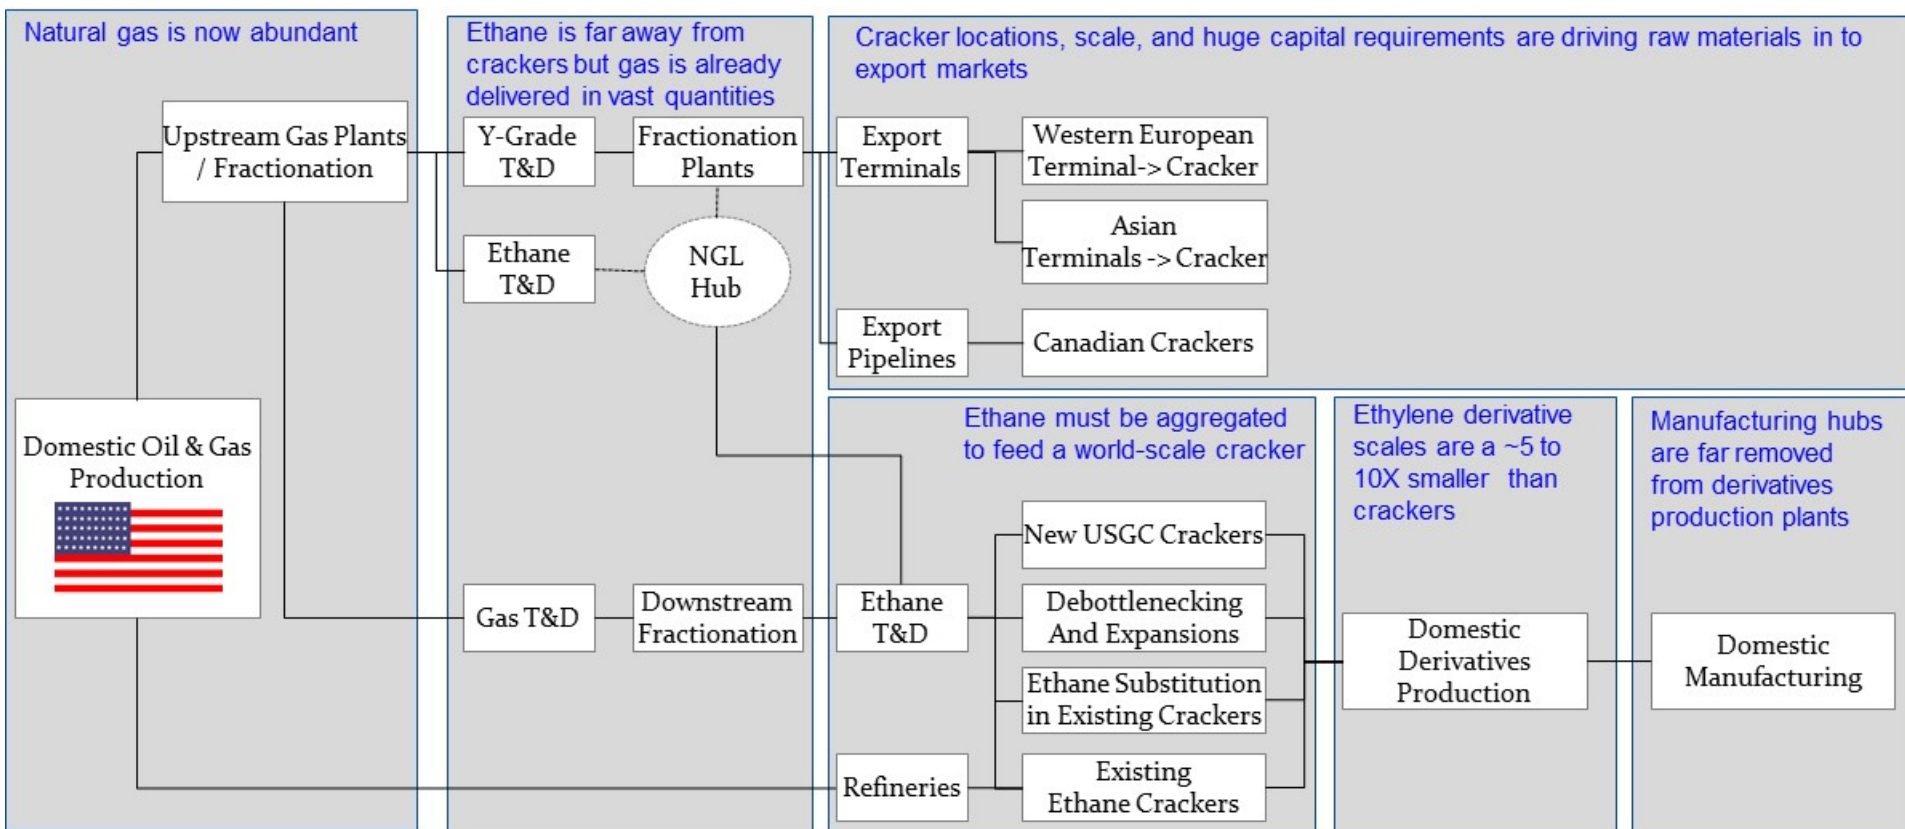 Natural gas is now abundant
Ethane is far away from
crackers but gas is already
delivered in vast quantities
Cracker locations, scale, and huge capital requirements are driving raw materials in to
export markets
Upstream Gas Plants
/ Fractionation
Y-Grade
T&D
Fractionation
Plants
Export
Terminals
Western European
Terminal-> Cracker
Ethane
T&D
NGL
Hub
Asian
Terminals -> Cracker
Export
Pipelines
Canadian Crackers
Domestic Oil & Gas
Production
Ethane must be aggregated
to feed a world-scale cracker
Ethylene derivative
scales are a ~5 to
10X smaller than
crackers
Manufacturing hubs
are far removed
from derivatives
production plants
New USGC Crackers
Gas T&D
Downstream
Fractionation
Ethane
T&D
Debottlenecking
And Expansions
Domestic
Derivatives
Production
Domestic
Manufacturing
Ethane Substitution
in Existing Crackers
Refineries
Existing
Ethane Crackers